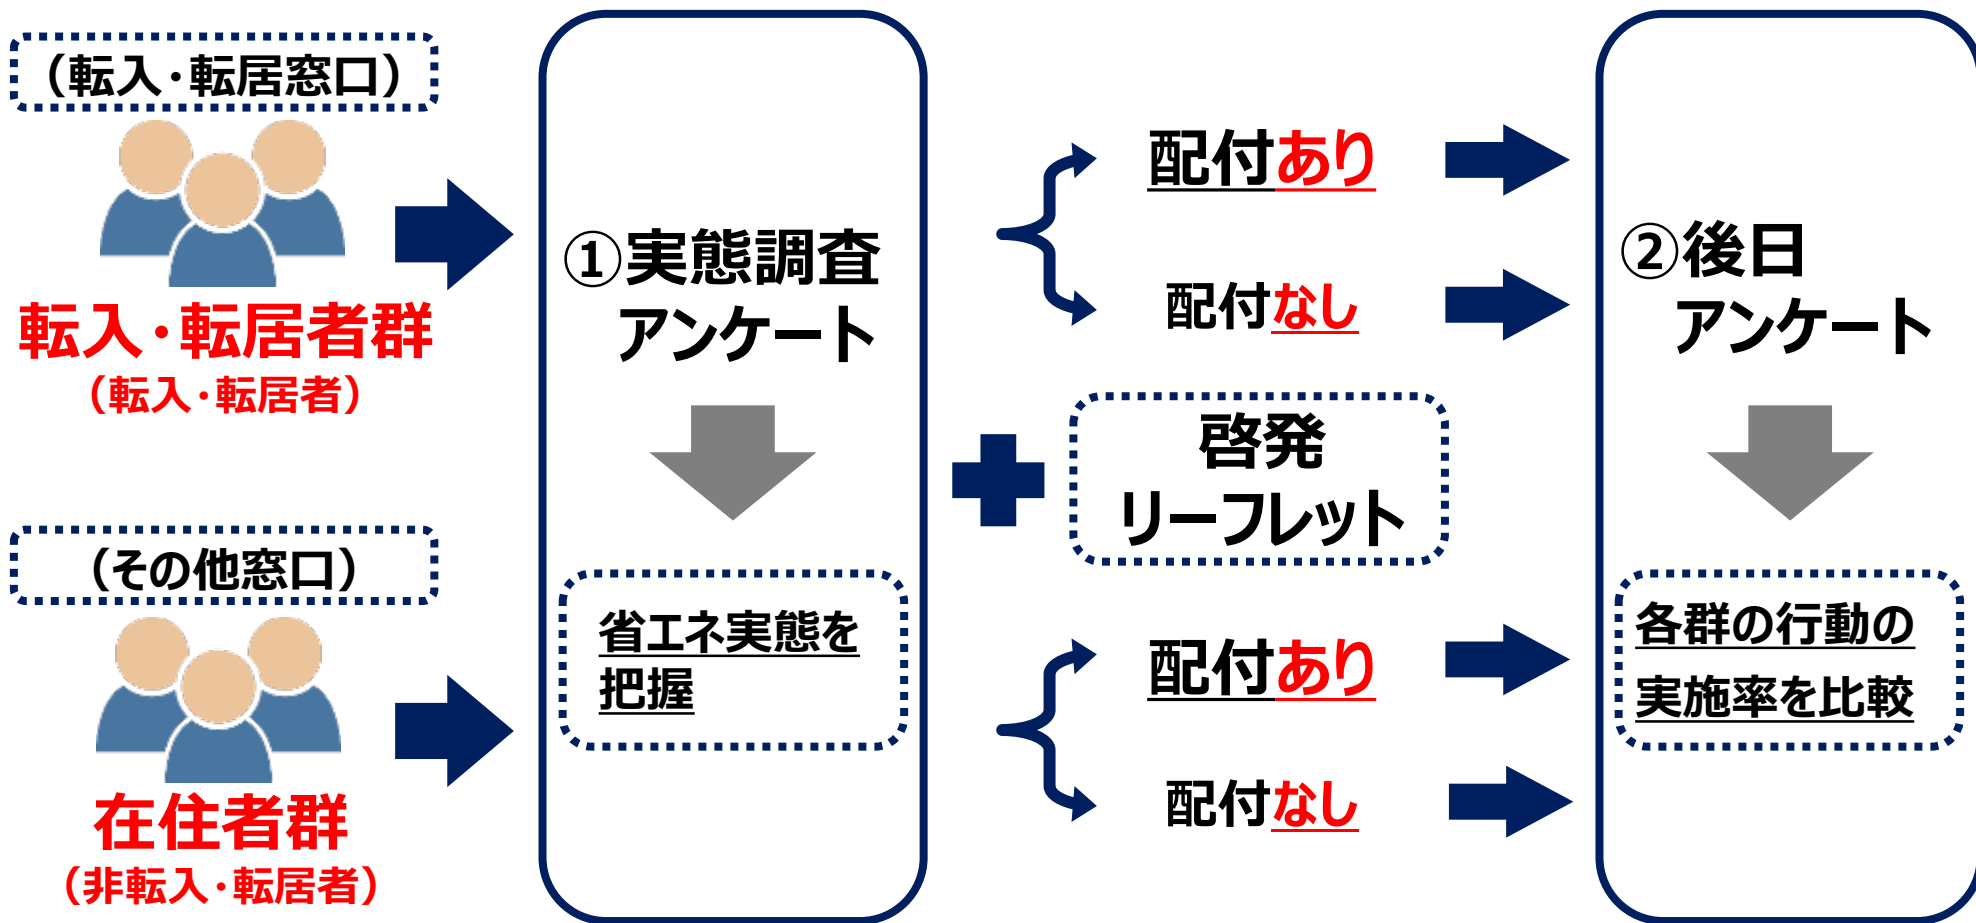 （転入・転居窓口）
転入・転居者群
（転入・転居者）
（その他窓口）
在住者群
（非転入・転居者）
①実態調査
アンケート
省エネ実態を
把握
配付あり
配付なし
啓発
リーフレット
配付あり
配付なし
②後日
アンケート
各群の行動の
実施率を比較